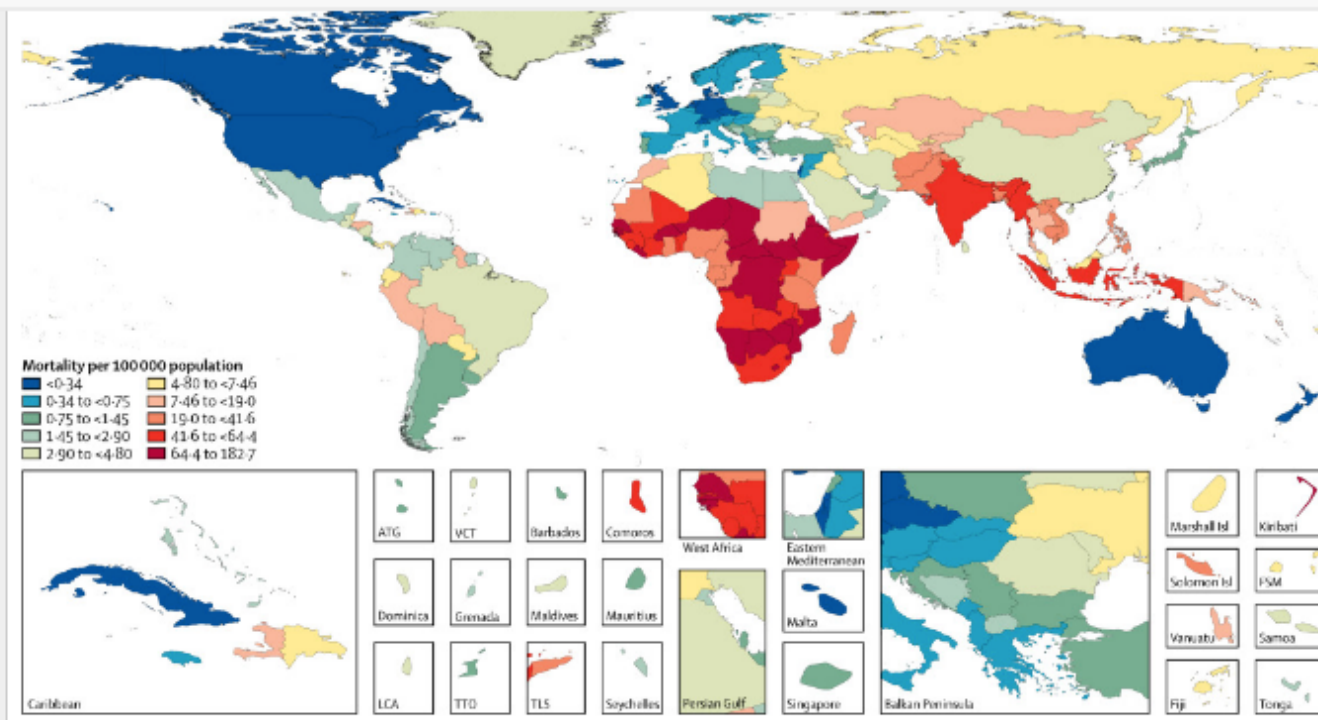 Mortality per 100 000 population
<0·34
0·34 to <0·75
0·75 to <1·45
1·45 to <2·90
2·90 to <4·80
4·80 to <7·46
7·46 to <19·0
19·0 to <41·6
41·6 to <64·4
64·4 to 182·7
Caribbean
ATG
VCT
Barbados
Comoros
West Africa
Eastern
Mediterranean
Marshall Isl
Kiribati
Dominica
Grenada
Maldives
Mauritius
Malta
Solomon Isl
FSM
LCA
TTO
TLS
Seychelles
Persian Gulf
Singapore
Balkan Peninsula
Vanuatu
Samoa
Fiji
Tonga